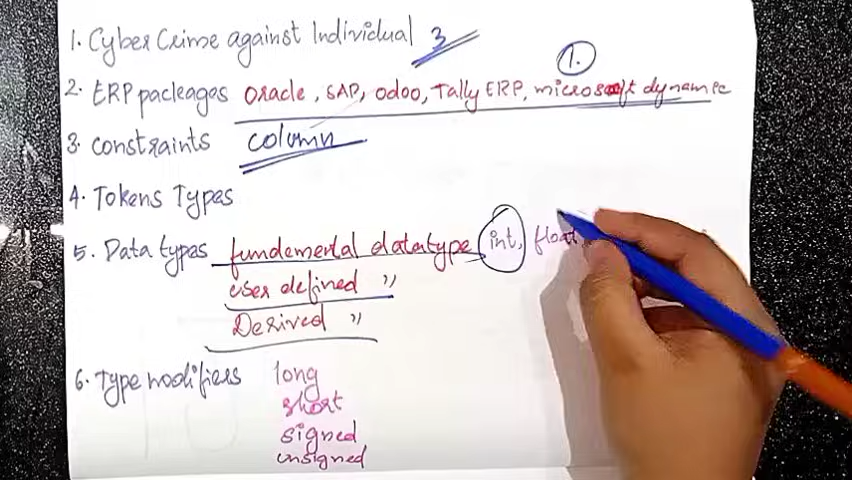 1. Cyber Crime against Individual 3
1.
2. ERP packages Oracle, SAP, Odoo, Tally ERP, microsoft dynamic
3. Constraints column
4. Tokens Types
5. Data types fundemental datatype int, float
user defined "
Derived "
6. Type modifiers long
short
signed
unsigned